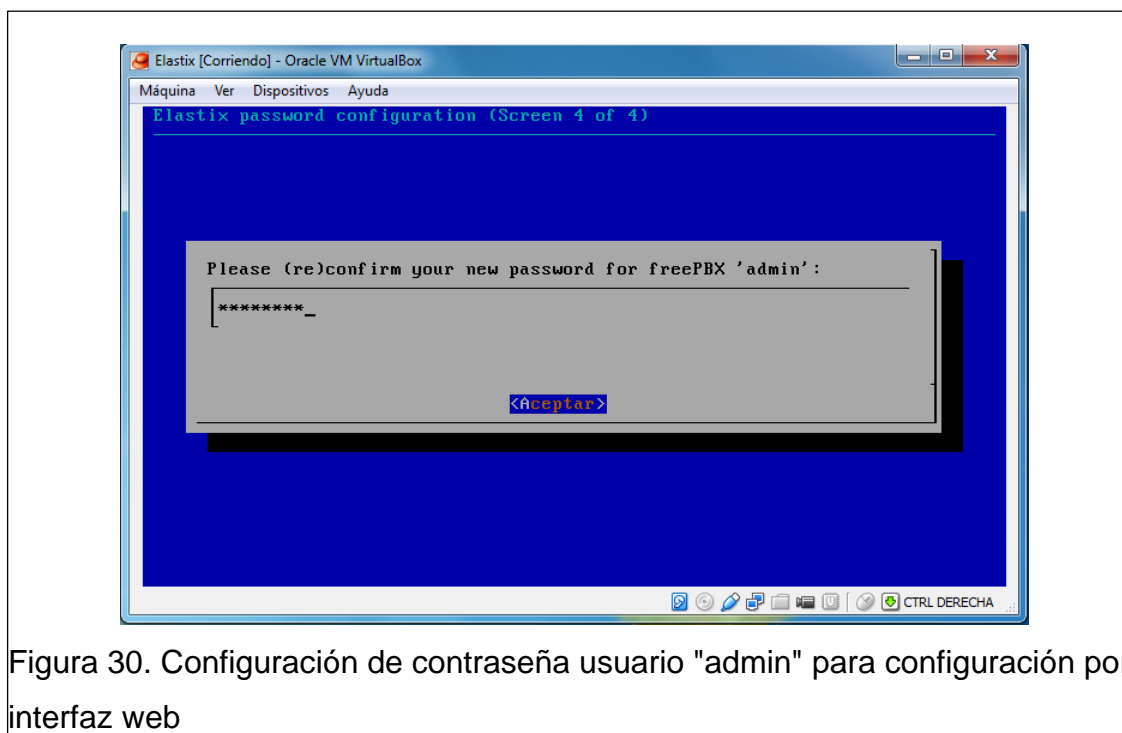 Elastix [Corriendo] - Oracle VM VirtualBox
Máquina Ver Dispositivos Ayuda
Elastix password configuration (Screen 4 of 4)
Please (re)confirm your new password for freePBX 'admin':
********_
<Aceptar>
CTRL DERECHA
Figura 30. Configuración de contraseña usuario "admin" para configuración por
interfaz web